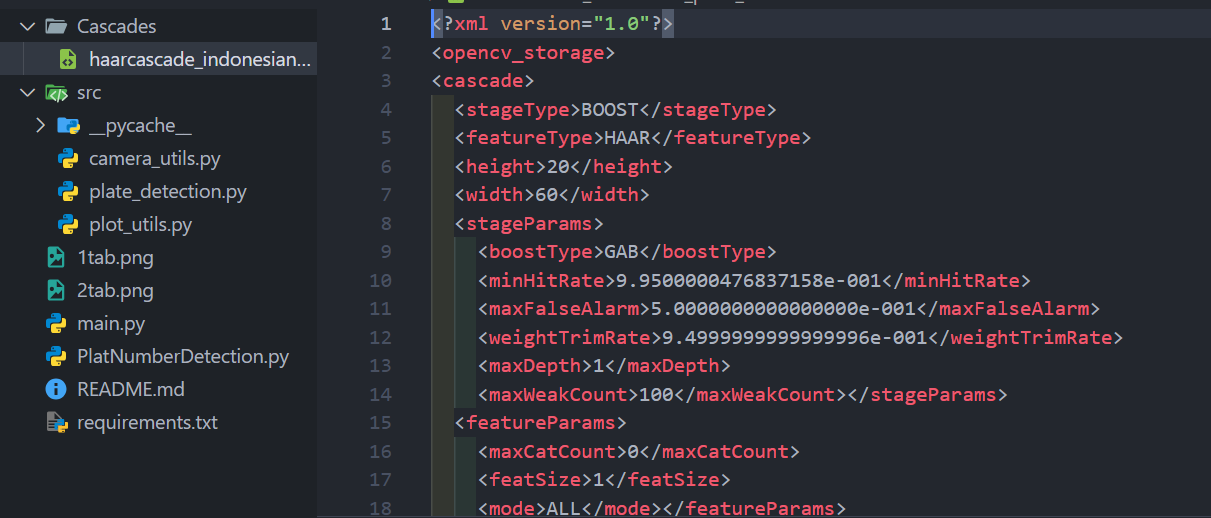 Cascades
haarcascade_indonesian...
src
__pycache__
camera_utils.py
plate_detection.py
plot_utils.py
1tab.png
2tab.png
main.py
PlatNumberDetection.py
README.md
requirements.txt
1 <?xml version="1.0"?>
2 <opencv_storage>
3 <cascade>
4 <stageType>BOOST</stageType>
5 <featureType>HAAR</featureType>
6 <height>20</height>
7 <width>60</width>
8 <stageParams>
9 <boostType>GAB</boostType>
10 <minHitRate>9.9500000476837158e-001</minHitRate>
11 <maxFalseAlarm>5.0000000000000000e-001</maxFalseAlarm>
12 <weightTrimRate>9.4999999999999996e-001</weightTrimRate>
13 <maxDepth>1</maxDepth>
14 <maxWeakCount>100</maxWeakCount></stageParams>
15 <featureParams>
16 <maxCatCount>0</maxCatCount>
17 <featSize>1</featSize>
18 <mode>ALL</mode></featureParams>